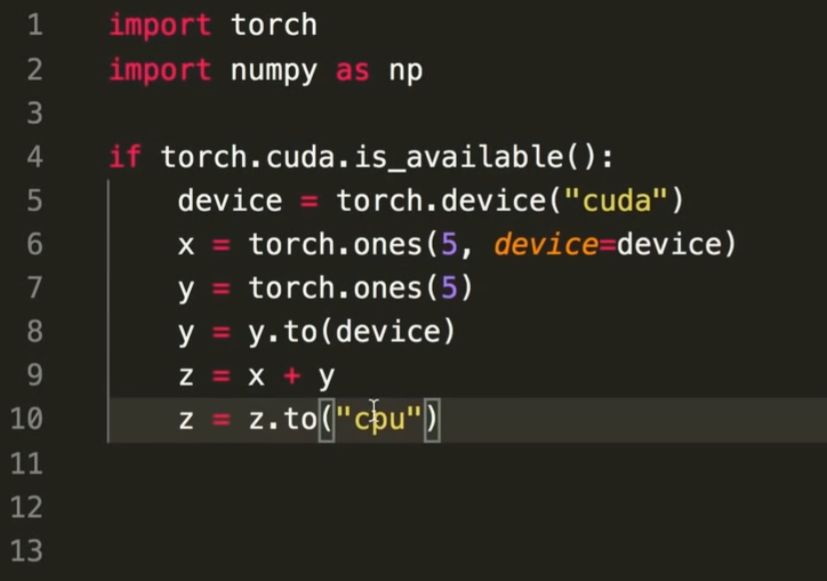 1 import torch
2 import numpy as np
3
4 if torch.cuda.is_available():
5     device = torch.device("cuda")
6     x = torch.ones(5, device=device)
7     y = torch.ones(5)
8     y = y.to(device)
9     z = x + y
10     z = z.to("cpu")
11
12
13